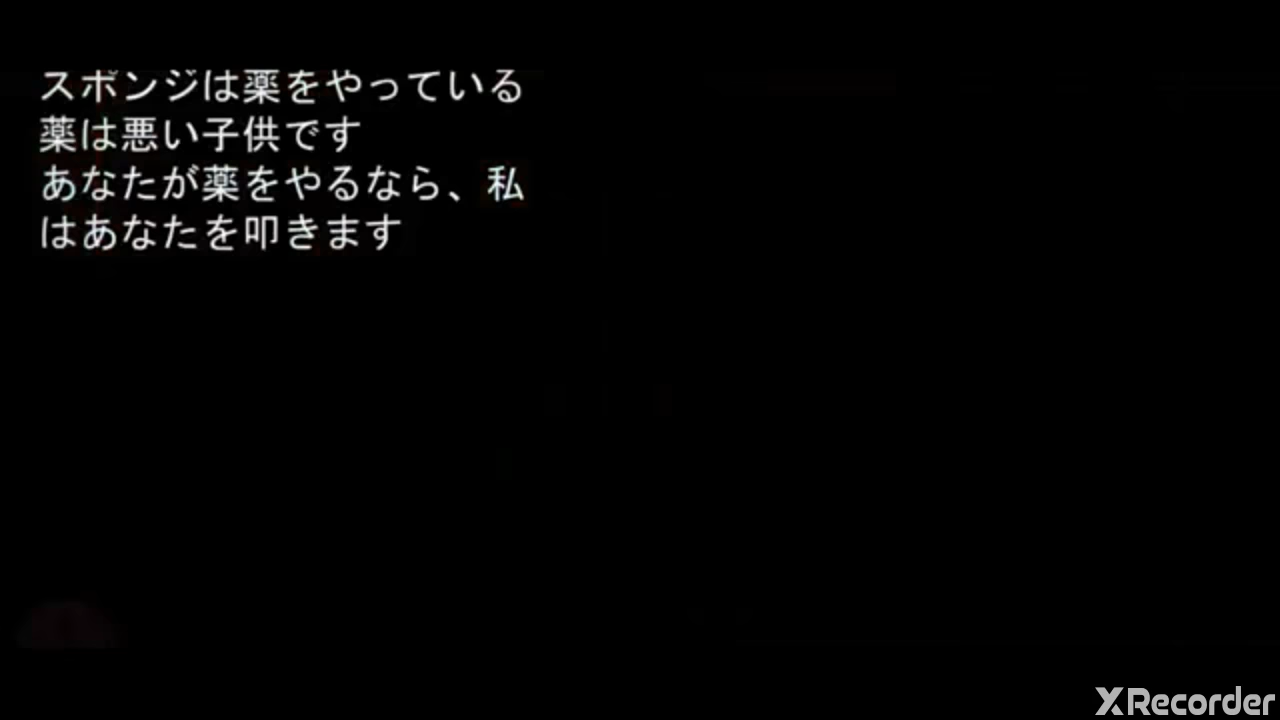 スポンジは薬をやっている
薬は悪い子供です
あなたが薬をやるなら、私
はあなたを叩きます
XRecorder